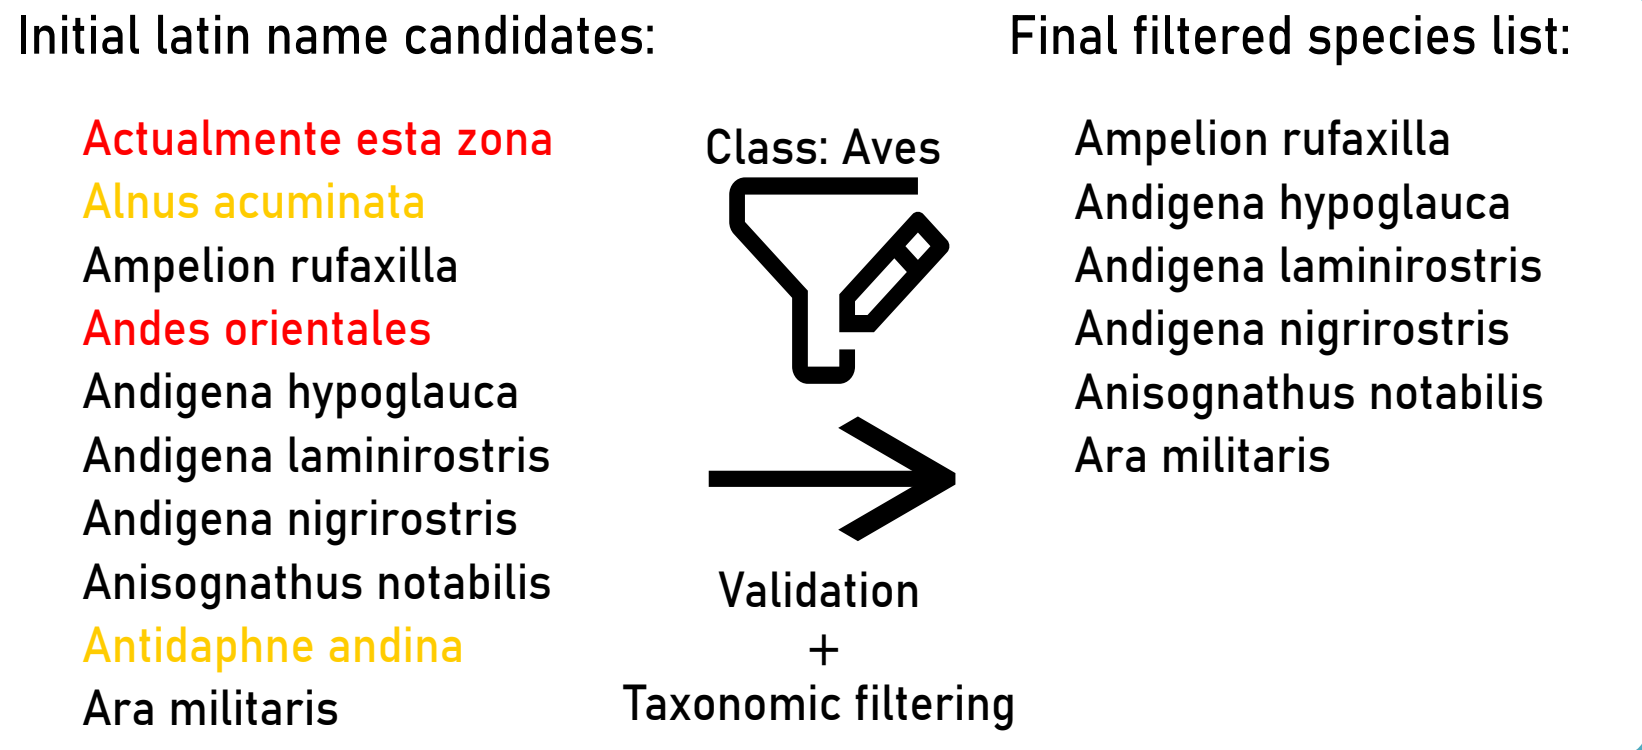 Initial latin name candidates:
Actualmente esta zona
Alnus acuminata
Ampelion rufaxilla
Andes orientales
Andigena hypoglauca
Andigena laminirostris
Andigena nigrirostris
Anisognathus notabilis
Antidaphne andina
Ara militaris
Class: Aves
Validation
+
Taxonomic filtering
Final filtered species list:
Ampelion rufaxilla
Andigena hypoglauca
Andigena laminirostris
Andigena nigrirostris
Anisognathus notabilis
Ara militaris